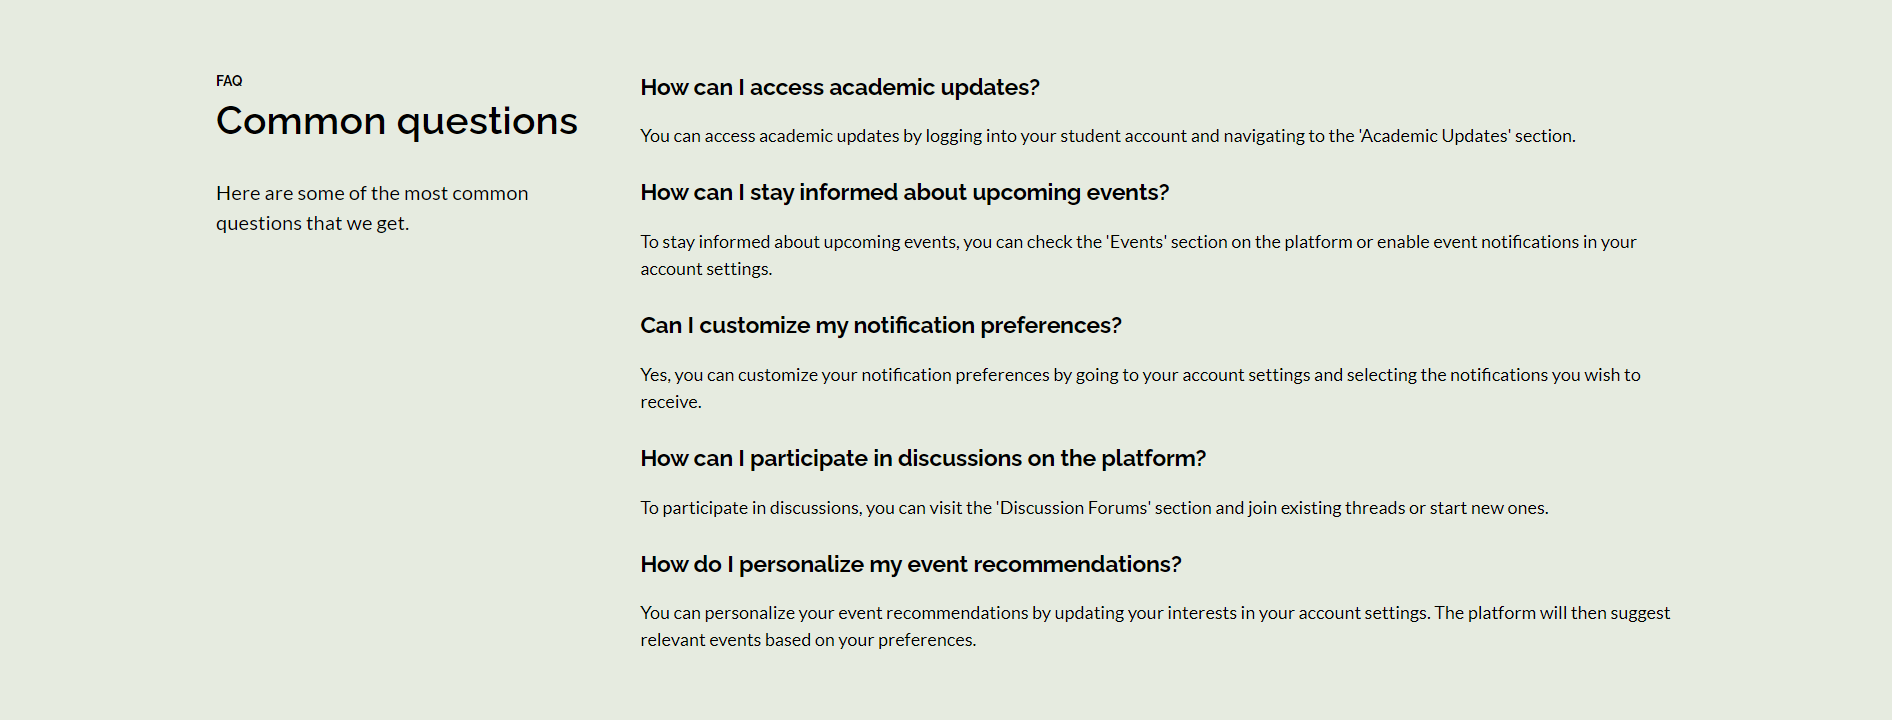 FAQ
Common questions
Here are some of the most common
questions that we get.
How can I access academic updates?
You can access academic updates by logging into your student account and navigating to the 'Academic Updates' section.
How can I stay informed about upcoming events?
To stay informed about upcoming events, you can check the 'Events' section on the platform or enable event notifications in your
account settings.
Can I customize my notification preferences?
Yes, you can customize your notification preferences by going to your account settings and selecting the notifications you wish to
receive.
How can I participate in discussions on the platform?
To participate in discussions, you can visit the 'Discussion Forums' section and join existing threads or start new ones.
How do I personalize my event recommendations?
You can personalize your event recommendations by updating your interests in your account settings. The platform will then suggest
relevant events based on your preferences.